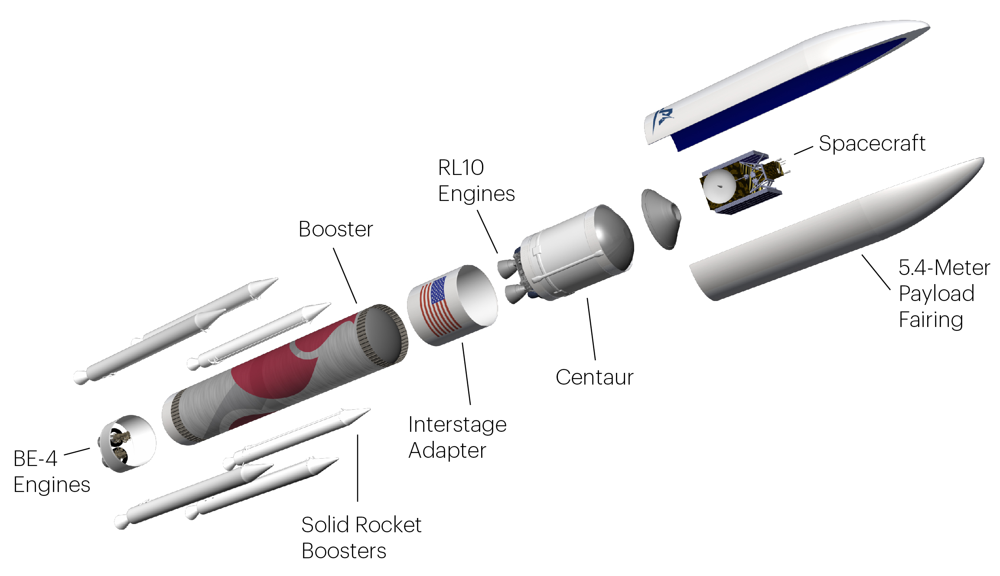 Spacecraft
RL10
Engines
Booster
5.4-Meter
Payload
Fairing
Centaur
Interstage
Adapter
BE-4
Engines
Solid Rocket
Boosters